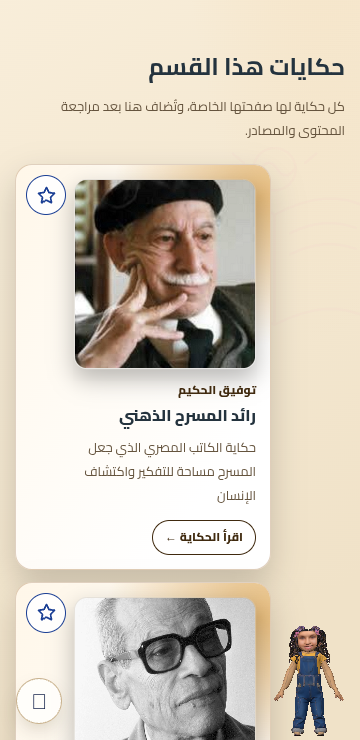 حكايات هذا القسم
كل حكاية لها صفحتها الخاصة، وتُضاف هنا بعد مراجعة
المحتوى والمصادر.
توفيق الحكيم
رائد المسرح الذهني
حكاية الكاتب المصري الذي جعل
المسرح مساحة للتفكير واكتشاف
الإنسان
اقرأ الحكاية ←